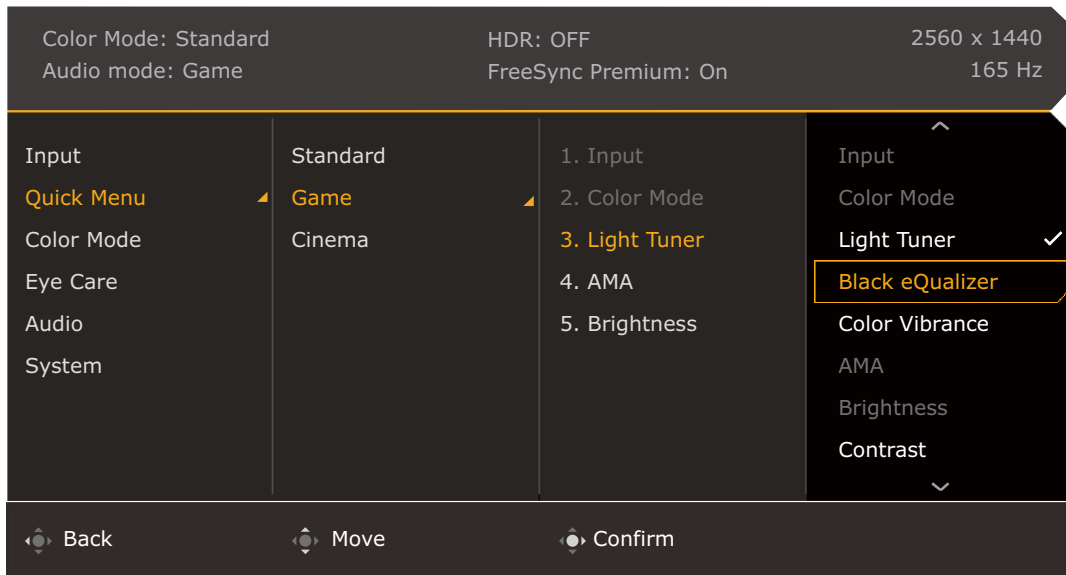 Color Mode: Standard
Audio mode: Game
HDR: OFF
FreeSync Premium: On
2560 x 1440
165 Hz
Input
Quick Menu
Color Mode
Eye Care
Audio
System
Standard
Game
Cinema
1. Input
2. Color Mode
3. Light Tuner
4. AMA
5. Brightness
Input
Color Mode
Light Tuner
Black eQualizer
Color Vibrance
AMA
Brightness
Contrast
Back
Move
Confirm